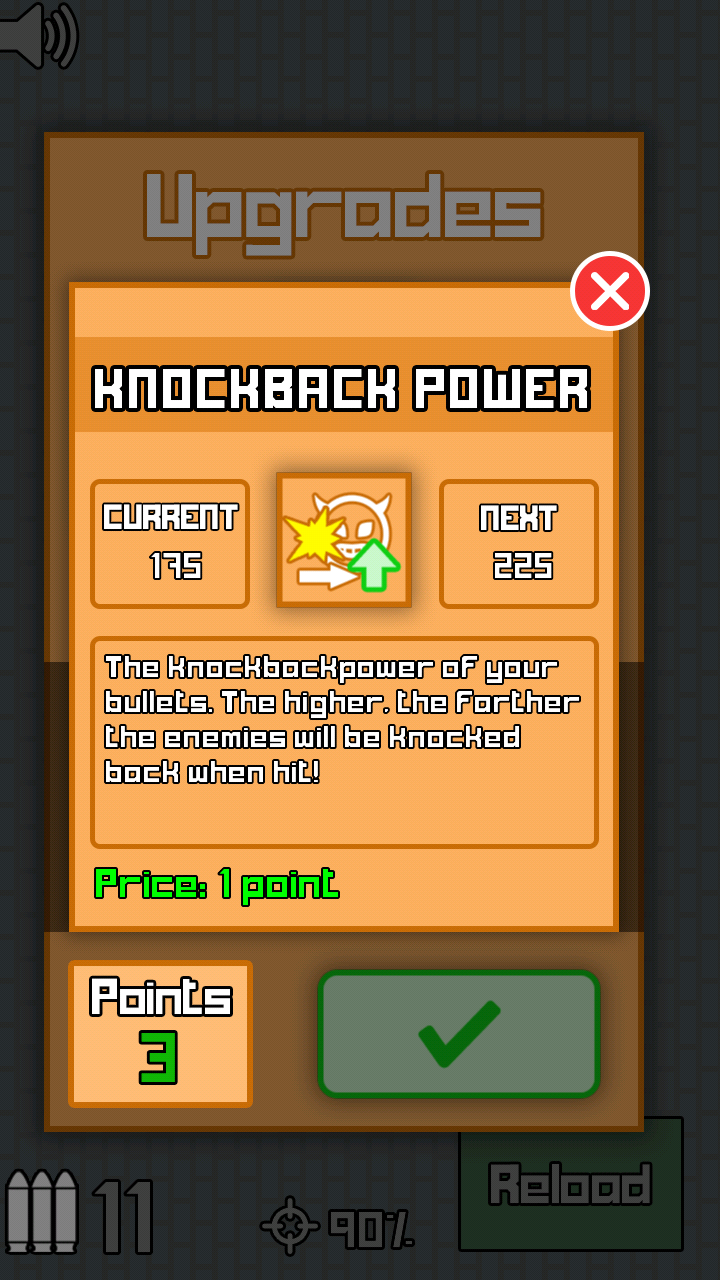 Upgrades
KNOCKBACK POWER
CURRENT
175
NEXT
225
The knockbackpower of your
bullets. The higher, the farther
the enemies will be knocked
back when hit!
Price: 1 point
Points
3
Reload
11
90%